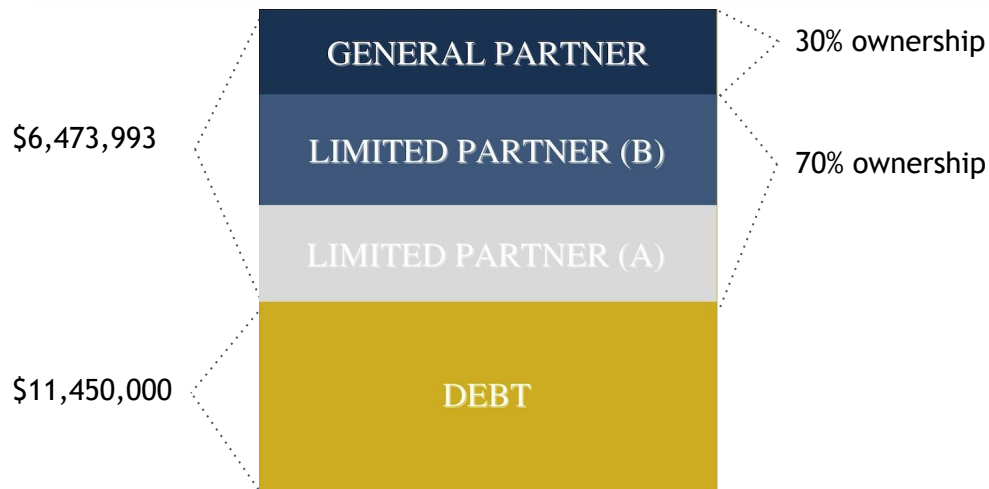 GENERAL PARTNER
30% ownership
$6,473,993
LIMITED PARTNER (B)
70% ownership
LIMITED PARTNER (A)
$11,450,000
DEBT